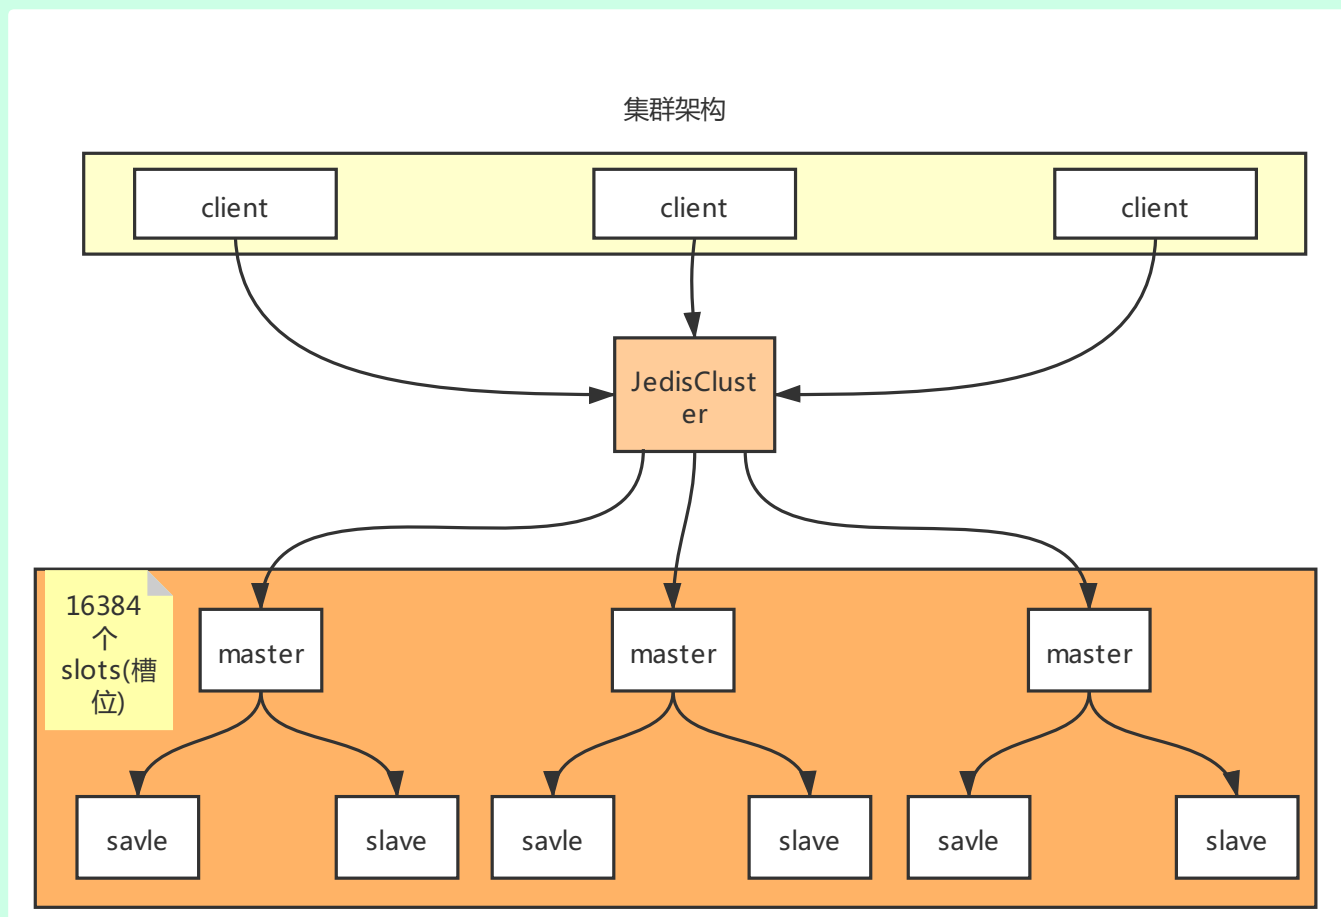 集群架构
client
client
client
JedisClust
er
16384
个
slots(槽
位)
master
master
master
savle
slave
savle
slave
savle
slave